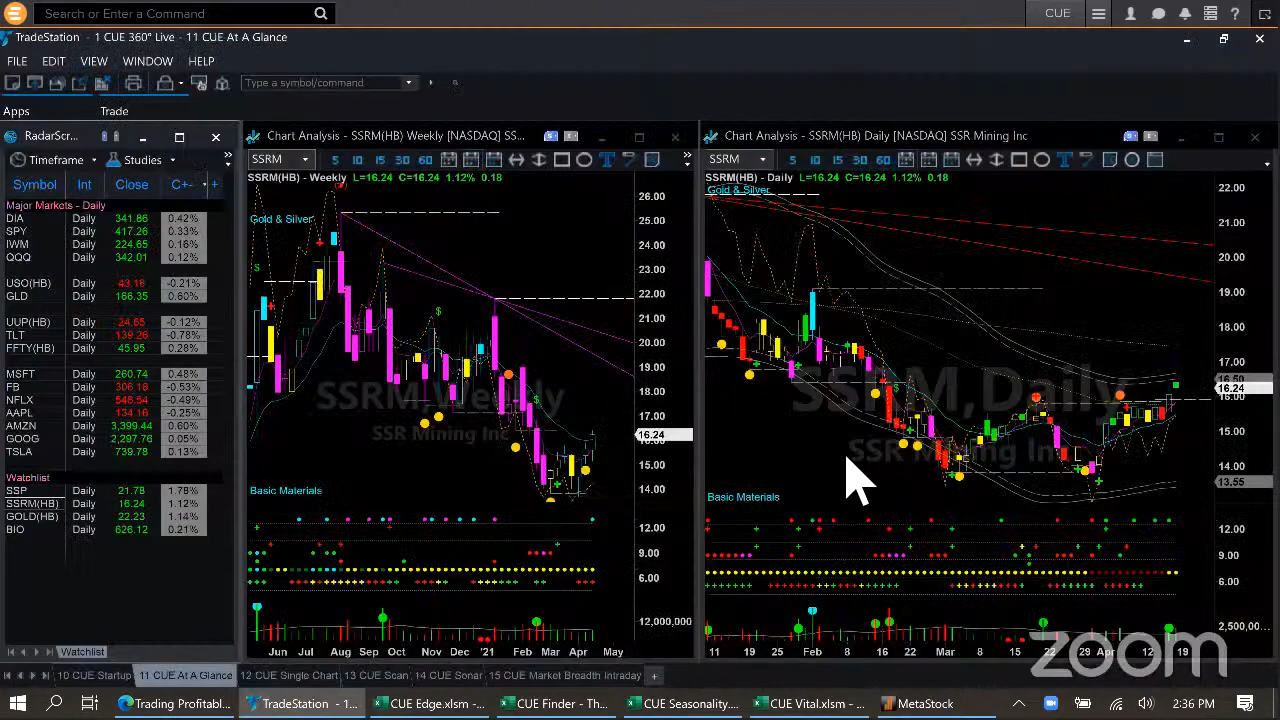 Search or Enter a Command
CUE
TradeStation - 1 CUE 360° Live - 11 CUE At A Glance
FILE EDIT VIEW WINDOW HELP
Type a symbol/command
Apps Trade
RadarScr...
Timeframe Studies »
Symbol Int Close C+- +
Major Markets - Daily
DIA Daily 341.86 0.42%
SPY Daily 417.26 0.33%
IWM Daily 224.65 0.16%
QQQ Daily 342.01 0.12%
USO(HB) Daily 43.18 -0.21%
GLD Daily 166.35 0.60%
UUP(HB) Daily 24.65 -0.12%
TLT Daily 139.26 -0.78%
FFTY(HB) Daily 45.95 0.28%
MSFT Daily 260.74 0.48%
FB Daily 306.18 -0.53%
NFLX Daily 546.54 -0.49%
AAPL Daily 134.16 -0.25%
AMZN Daily 3,399.44 0.60%
GOOG Daily 2,297.76 0.05%
TSLA Daily 739.78 0.13%
Watchlist
SSP Daily 21.78 1.78%
SSRM(HB) Daily 16.24 1.12%
GOLD(HB) Daily 22.23 1.14%
BIO Daily 626.12 0.21%
Watchlist
Chart Analysis - SSRM(HB) Weekly [NASDAQ] SS...
SSRM 5 10 15 30 60 »
SSRM(HB) - Weekly L=16.24 C=16.24 1.12% 0.18
Gold & Silver
SSRM Weekly
SSR Mining Inc
Basic Materials
26.00
25.00
24.00
23.00
22.00
21.00
20.00
19.00
18.00
17.00
16.24
15.00
14.00
12.00
9.00
6.00
12,000,000
Jun Jul Aug Sep Oct Nov Dec '21 Feb Mar Apr May
Chart Analysis - SSRM(HB) Daily [NASDAQ] SSR Mining Inc
SSRM 5 10 15 30 60
SSRM(HB) - Daily L=16.24 C=16.24 1.12% 0.18
Gold & Silver
SSRM Daily
SSR Mining Inc
Basic Materials
22.00
21.00
20.00
19.00
18.00
17.00
16.50
16.24
16.00
15.00
14.00
13.55
12.00
9.00
6.00
2,500,...
11 19 25 Feb 8 16 22 Mar 8 15 22 29 Apr 12 19
zoom
10 CUE Startup 11 CUE At A Glance 12 CUE Single Chart 13 CUE Scan 14 CUE Sonar 15 CUE Market Breadth Intraday +
Trading Profitabl... TradeStation - 1... CUE Edge.xlsm -... CUE Finder - Th... CUE Seasonality.... CUE Vital.xlsm -... MetaStock 2:36 PM